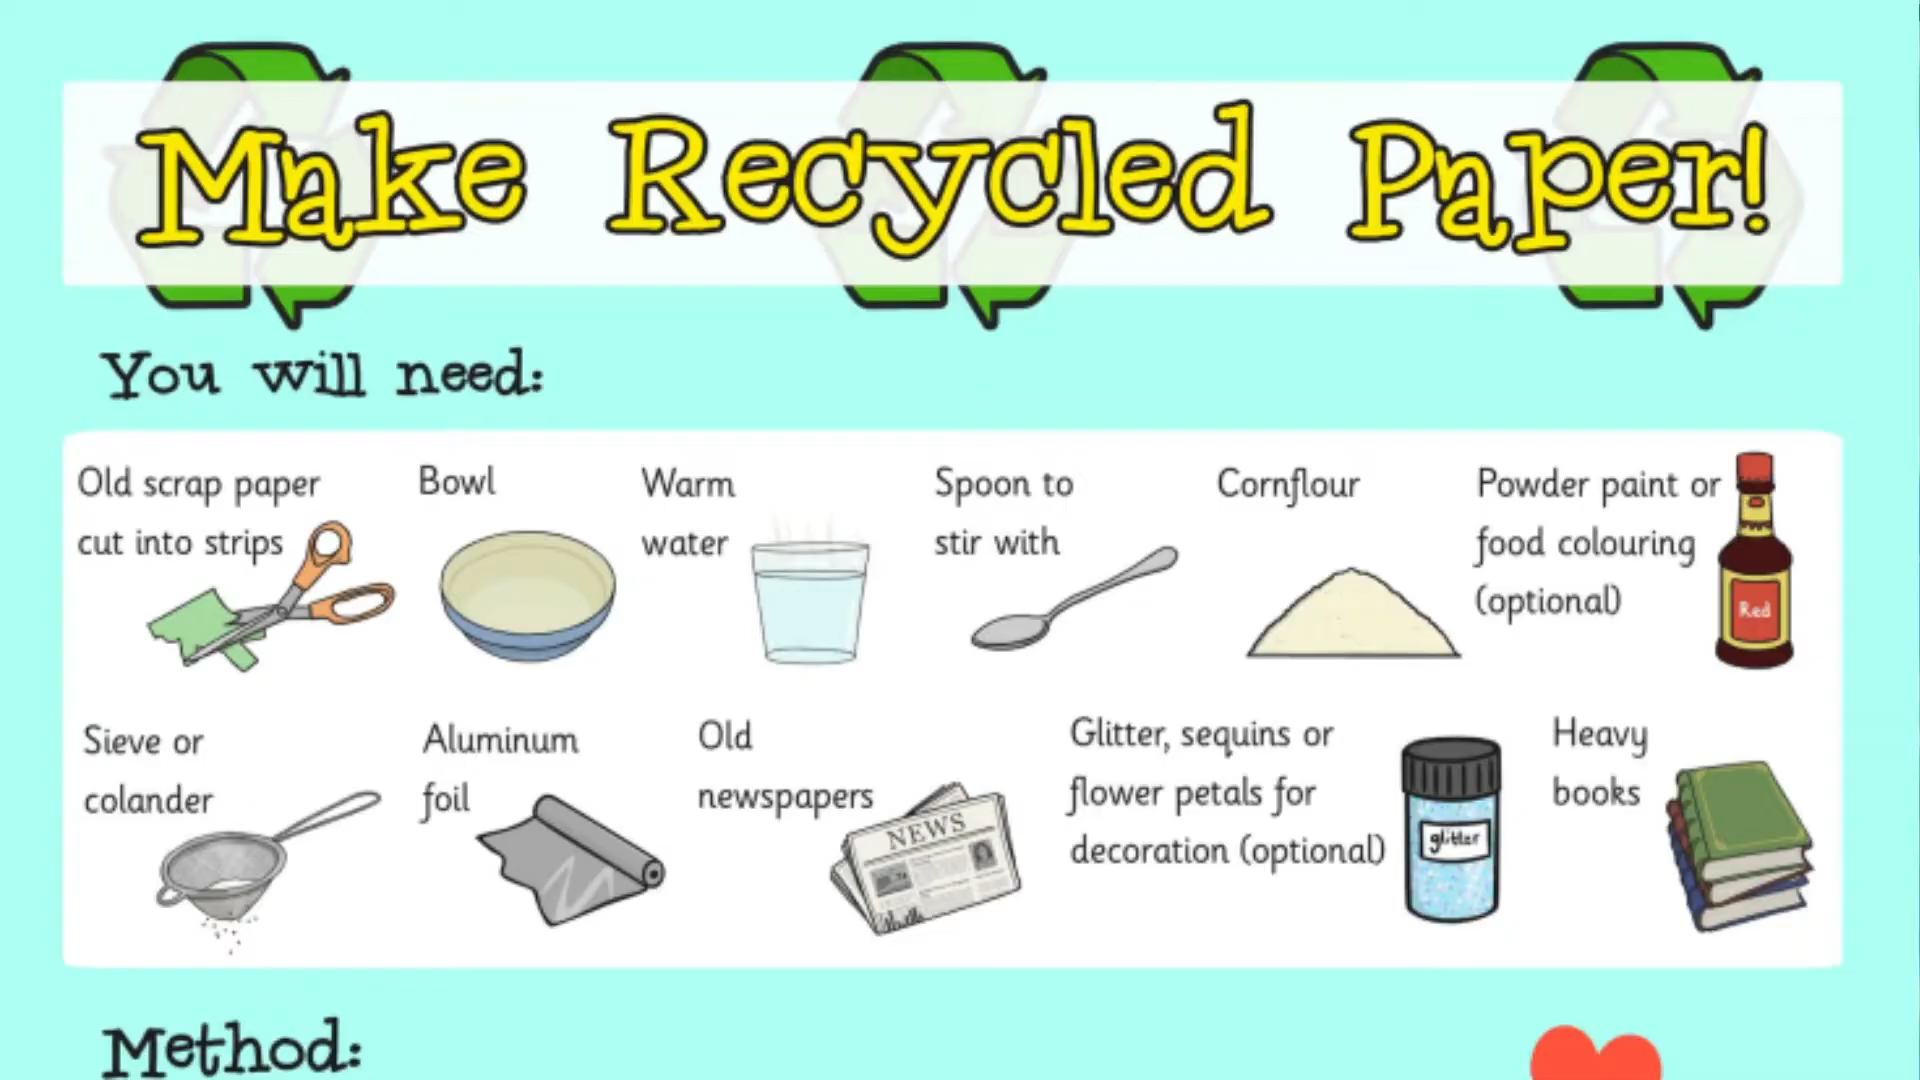 Make Recycled Paper!
You will need:
Old scrap paper
cut into strips
Bowl
Warm
water
Spoon to
stir with
Cornflour
Powder paint or
food colouring
(optional)
Red
Sieve or
colander
Aluminum
foil
Old
newspapers
NEWS
Glitter, sequins or
flower petals for
decoration (optional)
glitter
Heavy
books
Method: